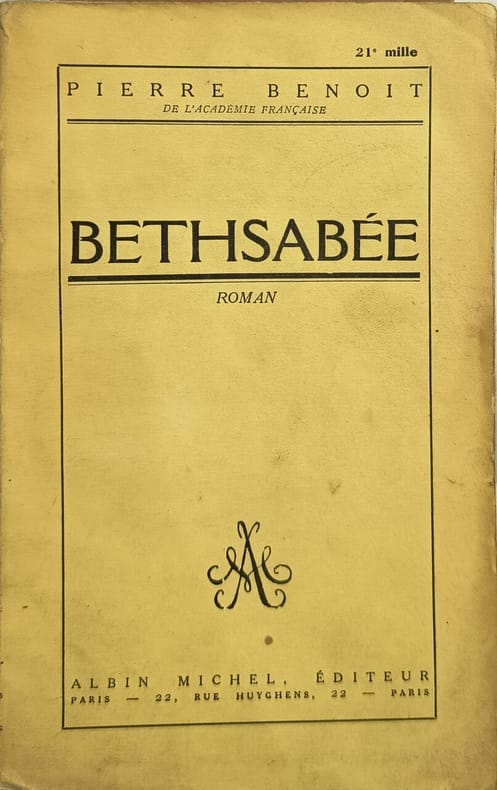 21ᵉ mille
PIERRE BENOIT
DE L'ACADÉMIE FRANÇAISE
BETHSABÉE
ROMAN
AM
ALBIN MICHEL, ÉDITEUR
PARIS — 22, RUE HUYGHENS, 22 — PARIS